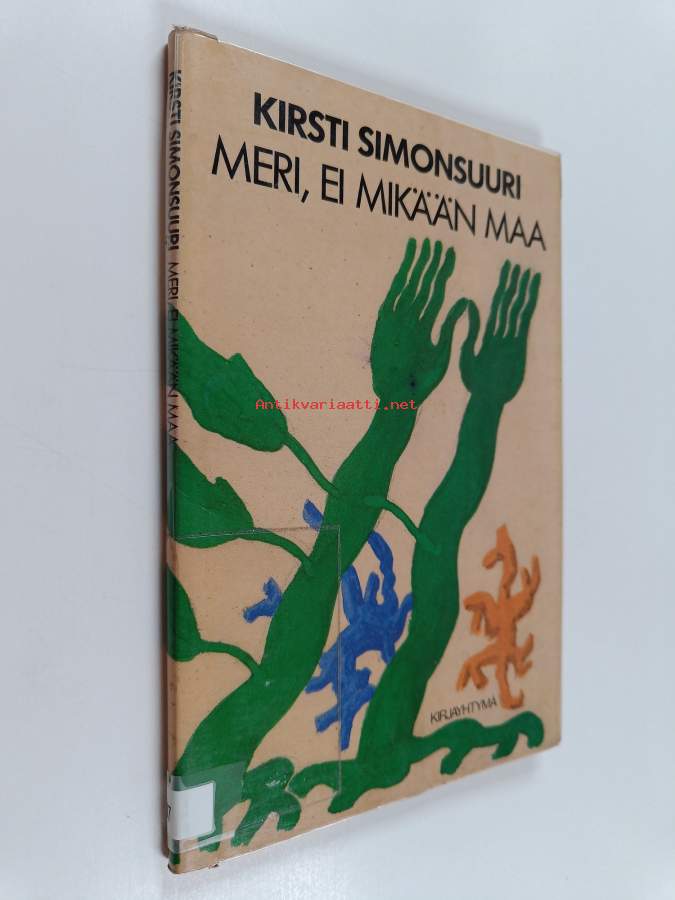 KIRSTI SIMONSUURI
MERI, EI MIKÄÄN MAA
KIRJAYHTYMÄ
KIRSTI SIMONSUURI MERI, EI MIKÄÄN MAA
Antikvariaatti.net